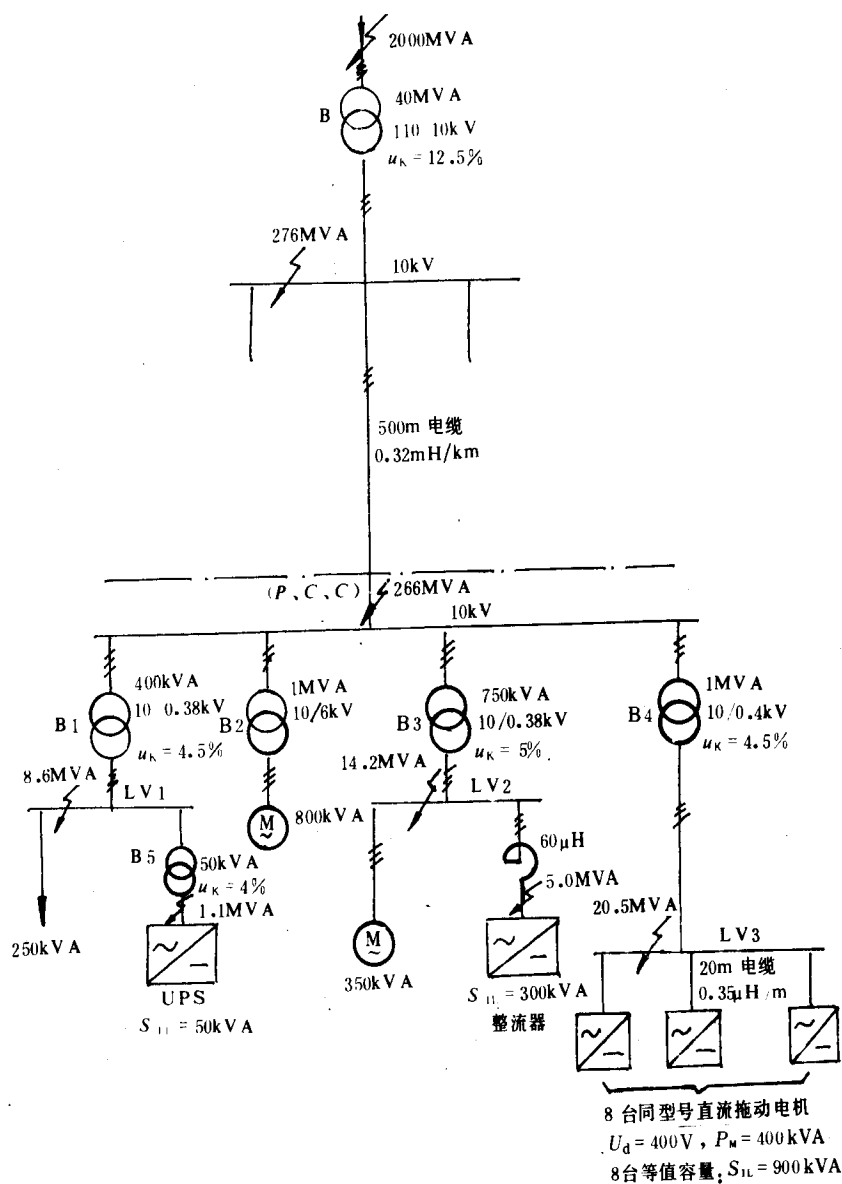 2000MVA
B
40MVA
110 10kV
uK = 12.5%
276MVA
10kV
500m 电缆
0.32mH/km
(P、C、C)
266MVA
10kV
400kVA
10 0.38kV
B1
uK = 4.5%
1MVA
10/6kV
B2
750kVA
10/0.38kV
B3
uK = 5%
1MVA
10/0.4kV
B4
uK = 4.5%
8.6MVA
LV1
14.2MVA
LV2
M
~
800kVA
B5
50kVA
uK = 4%
1.1MVA
60μH
5.0MVA
20.5MVA
LV3
250kVA
UPS
= 50kVA
M
~
350kVA
= 300kVA
整流器
20m 电缆
0.35μH/m
8台同型号直流拖动电机
Ud = 400V，PM = 400kVA
8台等值容量：S1L = 900kVA